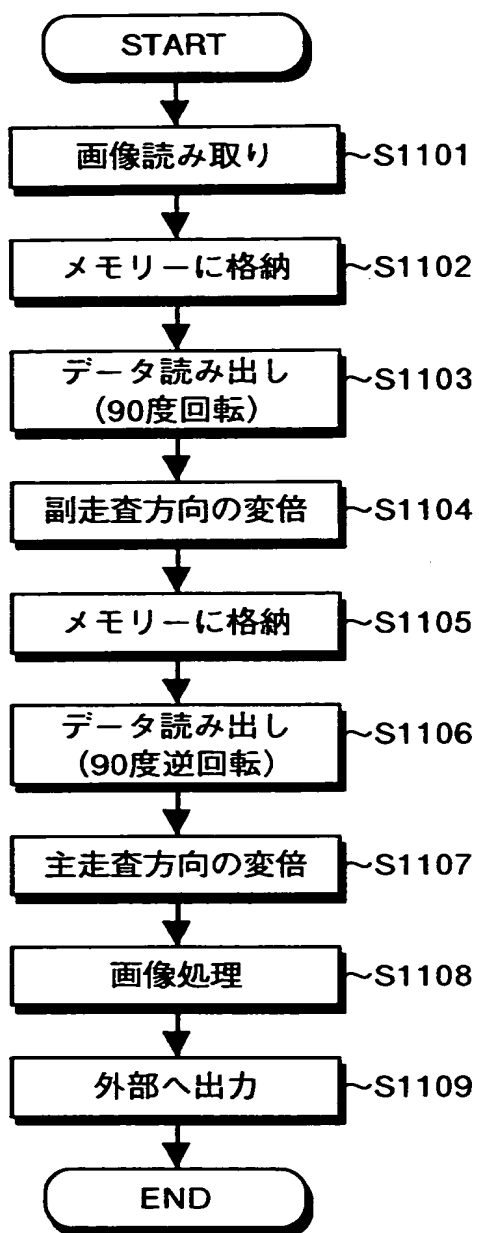 START
画像読み取り
~S1101
メモリーに格納
~S1102
データ読み出し
(90度回転)
~S1103
副走査方向の変倍
~S1104
メモリーに格納
~S1105
データ読み出し
(90度逆回転)
~S1106
主走査方向の変倍
~S1107
画像処理
~S1108
外部へ出力
~S1109
END